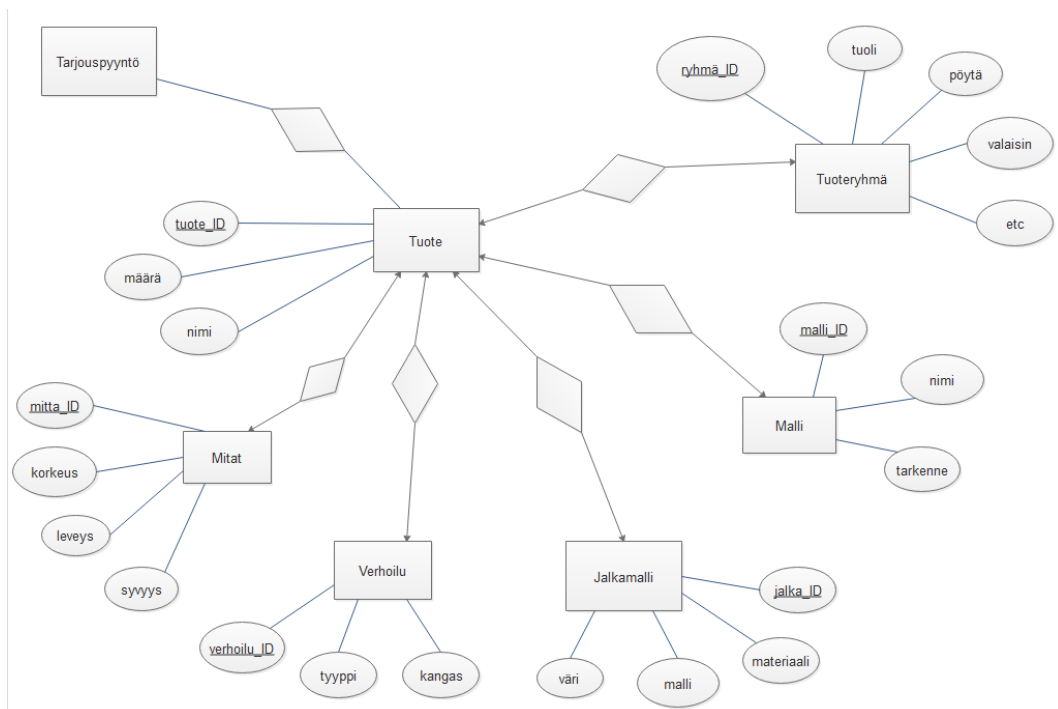 Tarjouspyyntö
ryhmä_ID
tuoli
pöytä
valaisin
Tuoteryhmä
etc
tuote_ID
Tuote
määrä
nimi
malli_ID
nimi
Malli
tarkenne
mitta_ID
Mitat
korkeus
leveys
syvyys
Verhoilu
verhoilu_ID
tyyppi
kangas
Jalkamalli
jalka_ID
materiaali
malli
väri